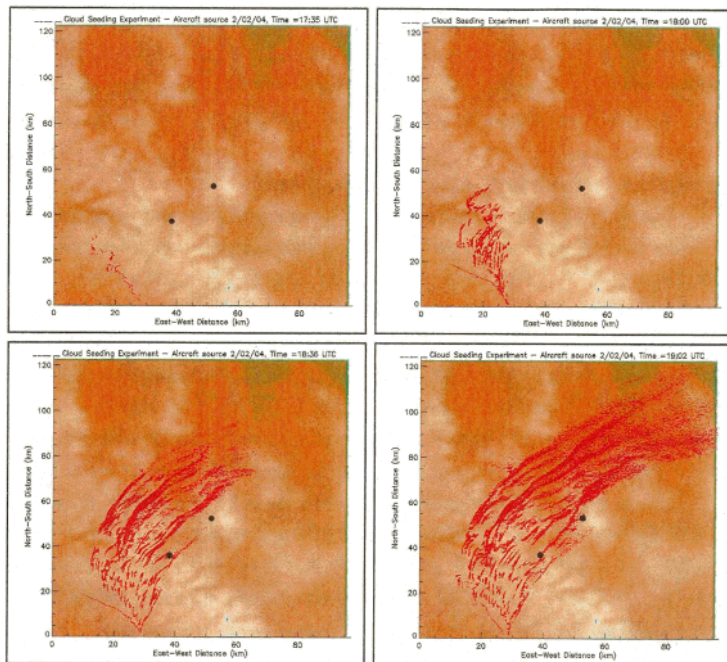 Cloud Seeding Experiment – Aircraft source 2/02/04, Time =17:35 UTC
120
100
80
60
40
20
0
North-South Distance (km)
0 20 40 60 80
East-West Distance (km)
Cloud Seeding Experiment – Aircraft source 2/02/04, Time =18:00 UTC
120
100
80
60
40
20
0
North-South Distance (km)
0 20 40 60 80
East-West Distance (km)
Cloud Seeding Experiment – Aircraft source 2/02/04, Time =18:36 UTC
120
100
80
60
40
20
0
North-South Distance (km)
0 20 40 60 80
East-West Distance (km)
Cloud Seeding Experiment – Aircraft source 2/02/04, Time =19:02 UTC
120
100
80
60
40
20
0
North-South Distance (km)
0 20 40 60 80
East-West Distance (km)